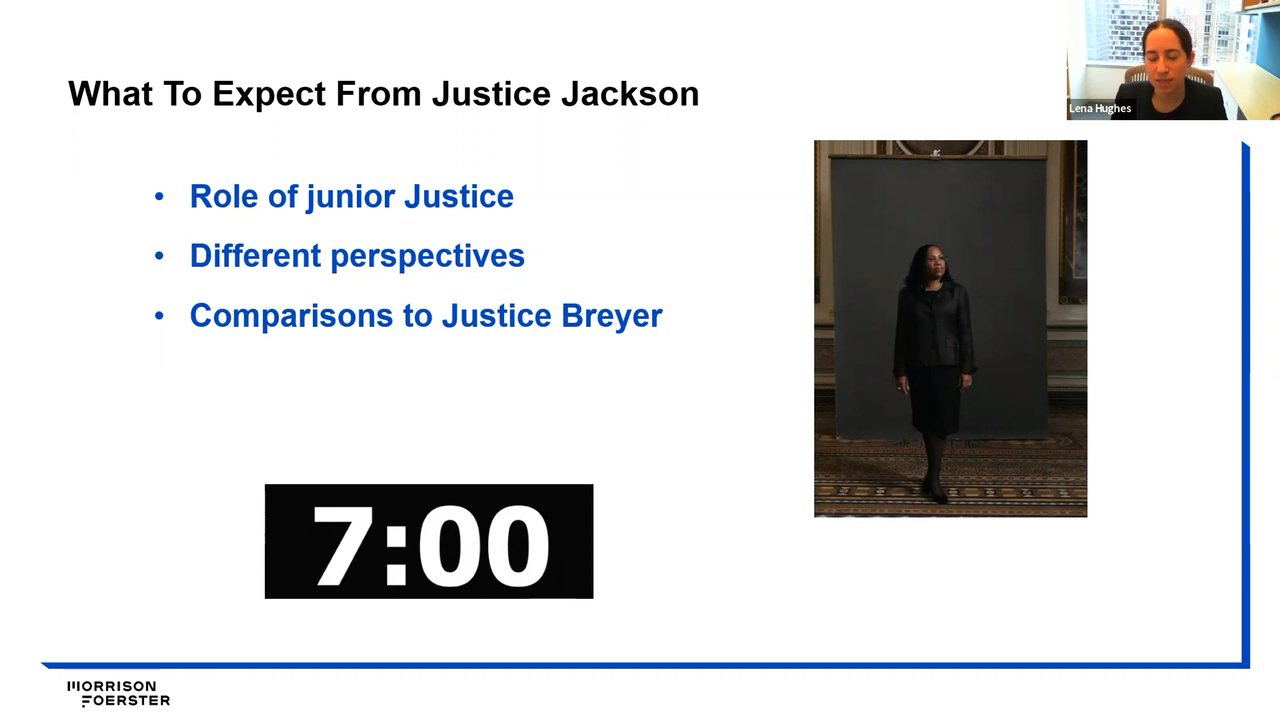 What To Expect From Justice Jackson
Lena Hughes
• Role of junior Justice
• Different perspectives
• Comparisons to Justice Breyer
7:00
MORRISON
FOERSTER